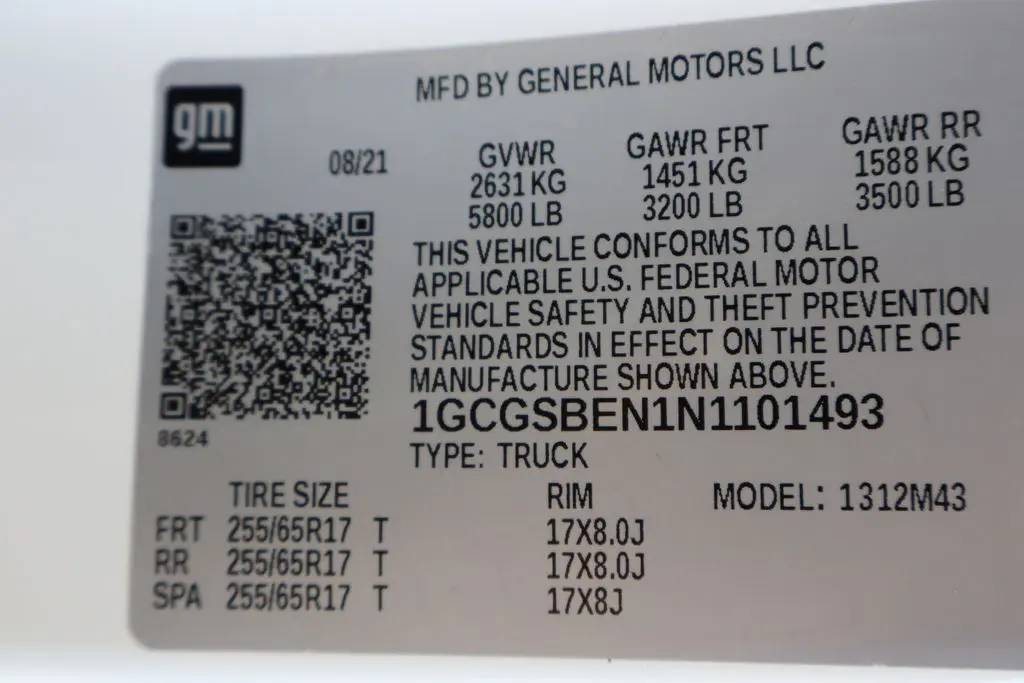 gm
MFD BY GENERAL MOTORS LLC
08/21
GVWR GAWR FRT GAWR RR
2631 KG 1451 KG 1588 KG
5800 LB 3200 LB 3500 LB
THIS VEHICLE CONFORMS TO ALL
APPLICABLE U.S. FEDERAL MOTOR
VEHICLE SAFETY AND THEFT PREVENTION
STANDARDS IN EFFECT ON THE DATE OF
MANUFACTURE SHOWN ABOVE.
1GCGSBEN1N1101493
8624
TYPE: TRUCK
TIRE SIZE RIM MODEL: 1312M43
FRT 255/65R17 T 17X8.0J
RR 255/65R17 T 17X8.0J
SPA 255/65R17 T 17X8J